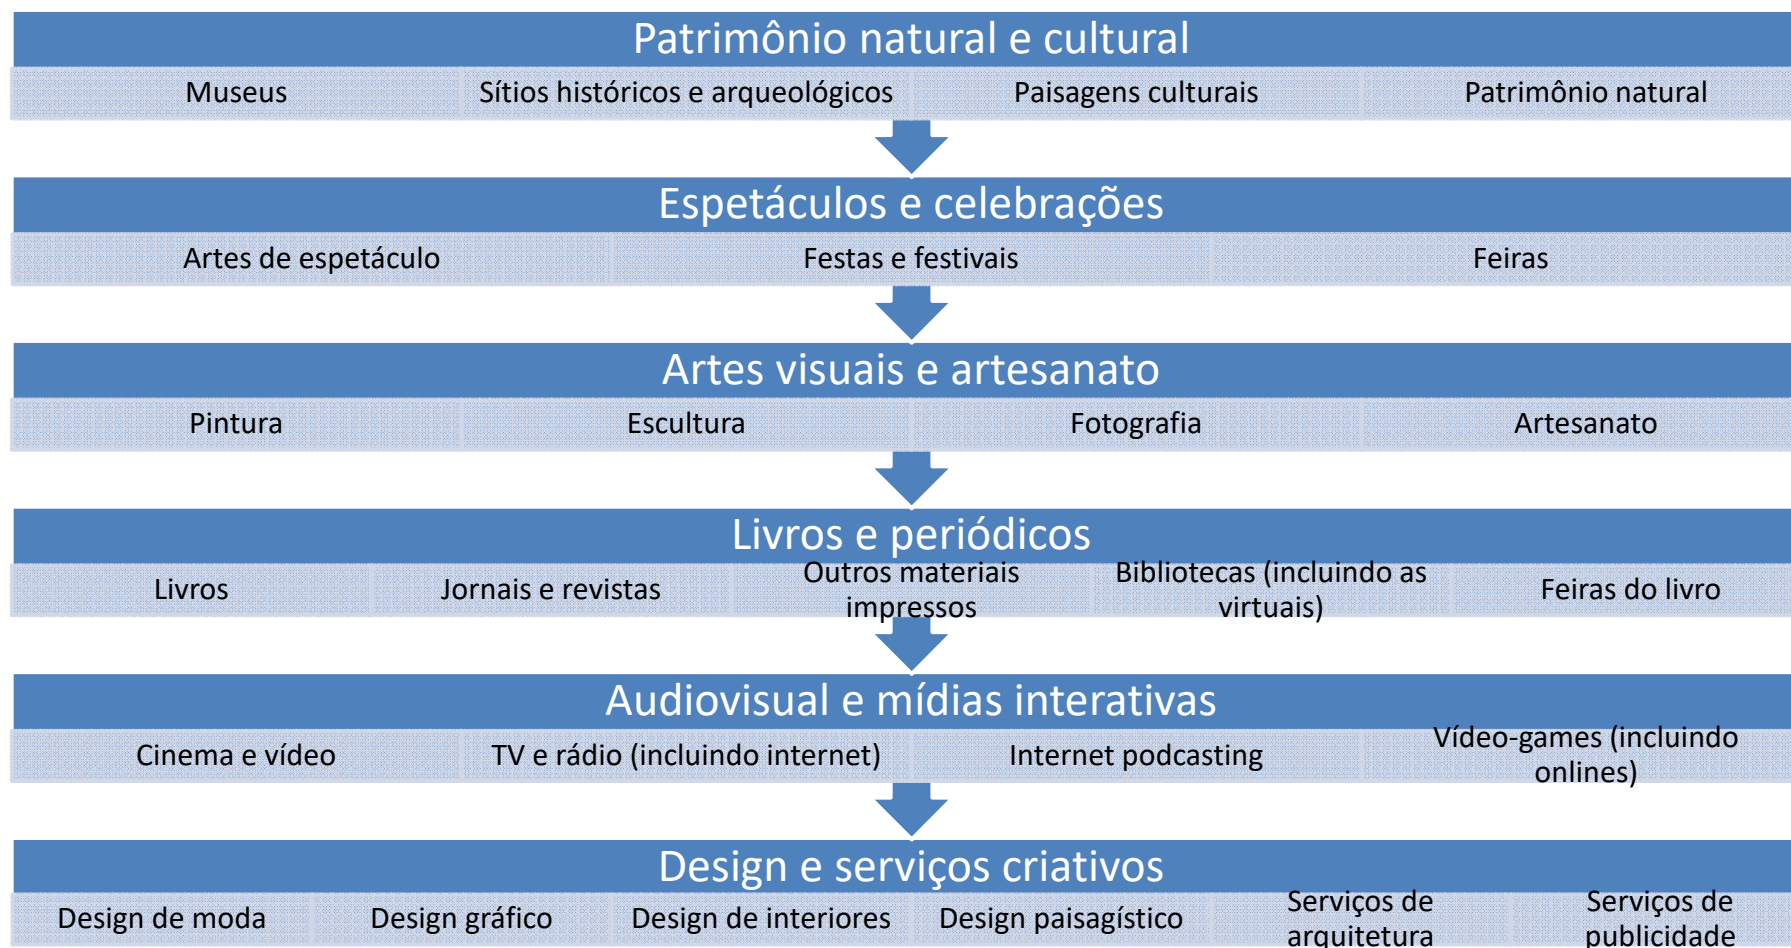 Patrimônio natural e cultural
Museus
Sítios históricos e arqueológicos
Paisagens culturais
Patrimônio natural
Espetáculos e celebrações
Artes de espetáculo
Festas e festivais
Feiras
Artes visuais e artesanato
Pintura
Escultura
Fotografia
Artesanato
Livros e periódicos
Livros
Jornais e revistas
Outros materiais
impressos
Bibliotecas (incluindo as
virtuais)
Feiras do livro
Audiovisual e mídias interativas
Cinema e vídeo
TV e rádio (incluindo internet)
Internet podcasting
Vídeo-games (incluindo
onlines)
Design e serviços criativos
Design de moda
Design gráfico
Design de interiores
Design paisagístico
Serviços de
arquitetura
Serviços de
publicidade